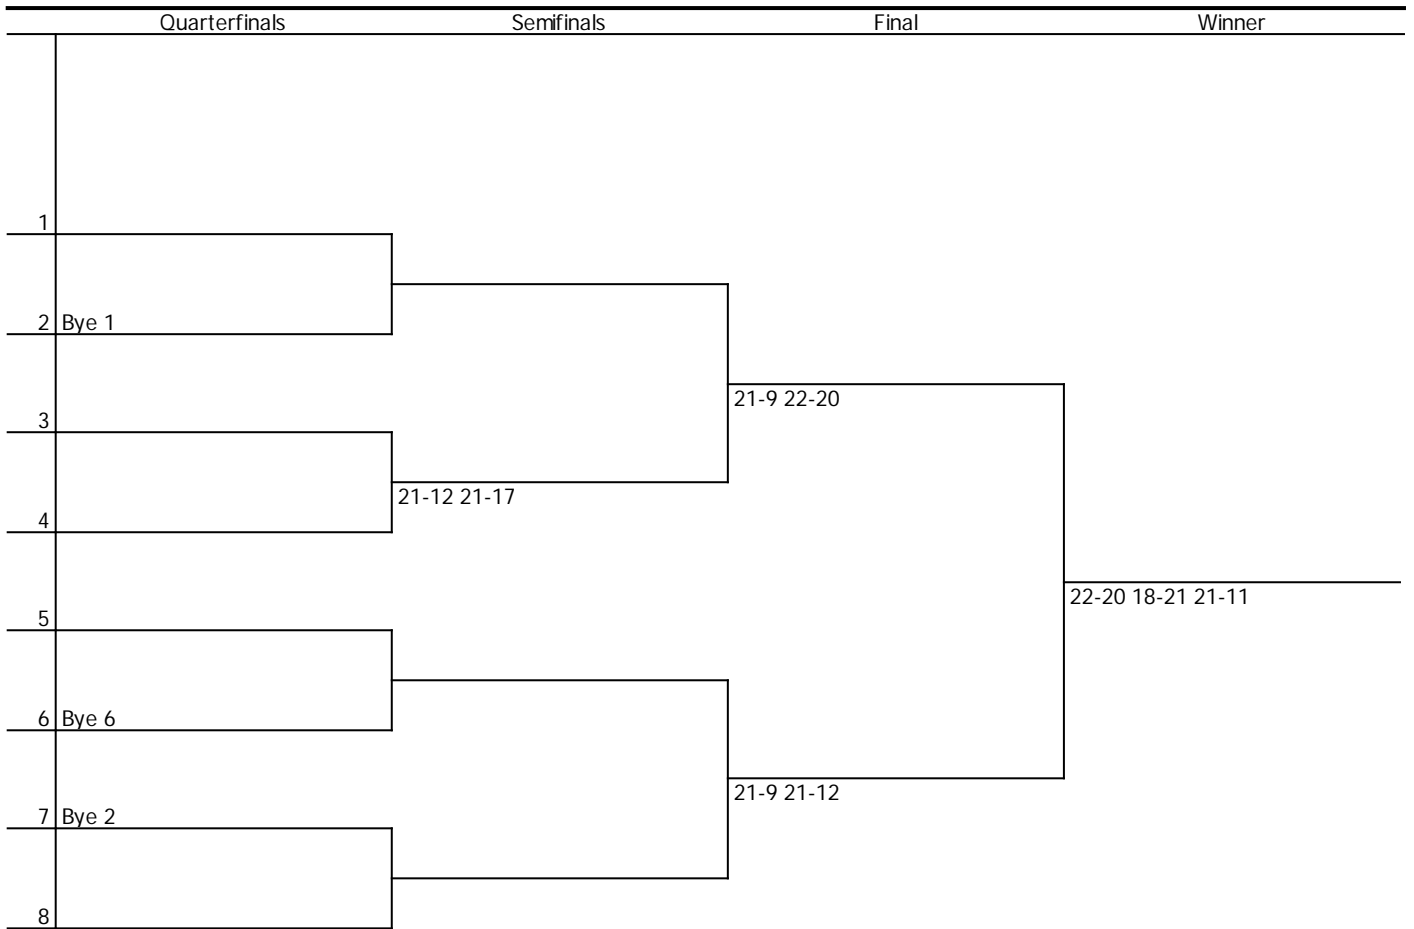 Quarterfinals Semifinals Final Winner
1
2 Bye 1
21-9 22-20
3
21-12 21-17
4
22-20 18-21 21-11
5
6 Bye 6
21-9 21-12
7 Bye 2
8